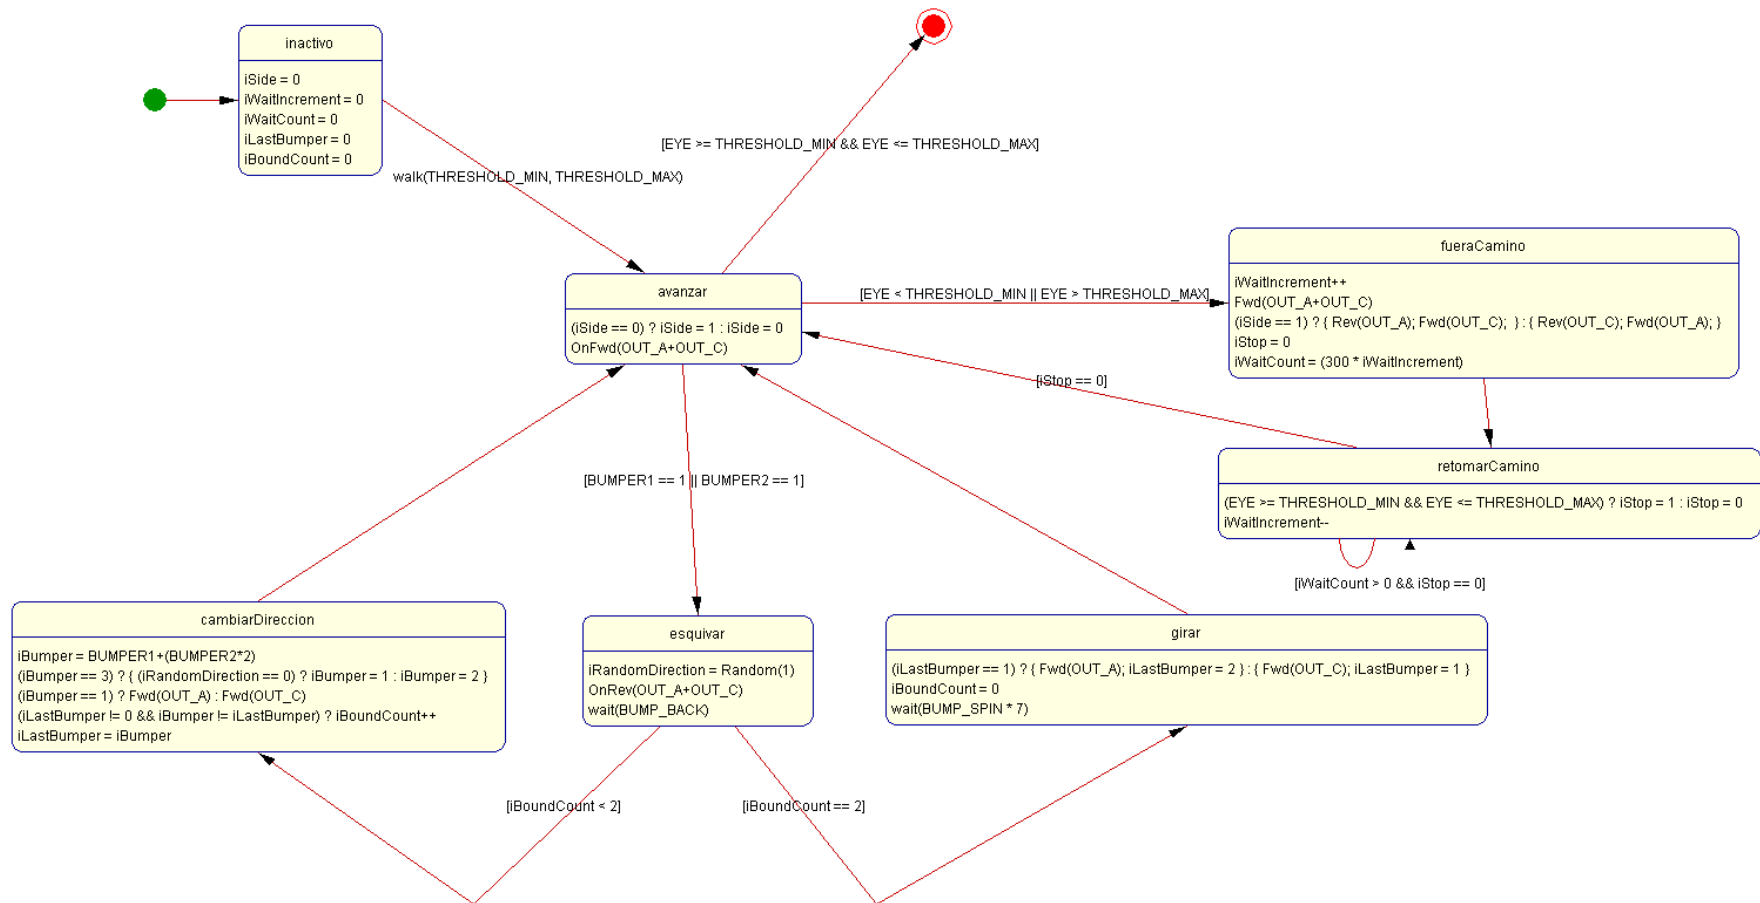 inactivo
iSide = 0
iWaitIncrement = 0
iWaitCount = 0
iLastBumper = 0
iBoundCount = 0
[EYE >= THRESHOLD_MIN && EYE <= THRESHOLD_MAX]
walk(THRESHOLD_MIN, THRESHOLD_MAX)
avanzar
(iSide == 0) ? iSide = 1 : iSide = 0
OnFwd(OUT_A+OUT_C)
[EYE < THRESHOLD_MIN || EYE > THRESHOLD_MAX]
fueraCamino
iWaitIncrement++
Fwd(OUT_A+OUT_C)
(iSide == 1) ? { Rev(OUT_A); Fwd(OUT_C); } : { Rev(OUT_C); Fwd(OUT_A); }
iStop = 0
iWaitCount = (300 * iWaitIncrement)
[iStop == 0]
retomarCamino
(EYE >= THRESHOLD_MIN && EYE <= THRESHOLD_MAX) ? iStop = 1 : iStop = 0
iWaitIncrement--
[iWaitCount > 0 && iStop == 0]
[BUMPER1 == 1 || BUMPER2 == 1]
cambiarDireccion
iBumper = BUMPER1+(BUMPER2*2)
(iBumper == 3) ? { (iRandomDirection == 0) ? iBumper = 1 : iBumper = 2 }
(iBumper == 1) ? Fwd(OUT_A) : Fwd(OUT_C)
(iLastBumper != 0 && iBumper != iLastBumper) ? iBoundCount++
iLastBumper = iBumper
esquivar
iRandomDirection = Random(1)
OnRev(OUT_A+OUT_C)
wait(BUMP_BACK)
girar
(iLastBumper == 1) ? { Fwd(OUT_A); iLastBumper = 2 } : { Fwd(OUT_C); iLastBumper = 1 }
iBoundCount = 0
wait(BUMP_SPIN * 7)
[iBoundCount < 2]
[iBoundCount == 2]